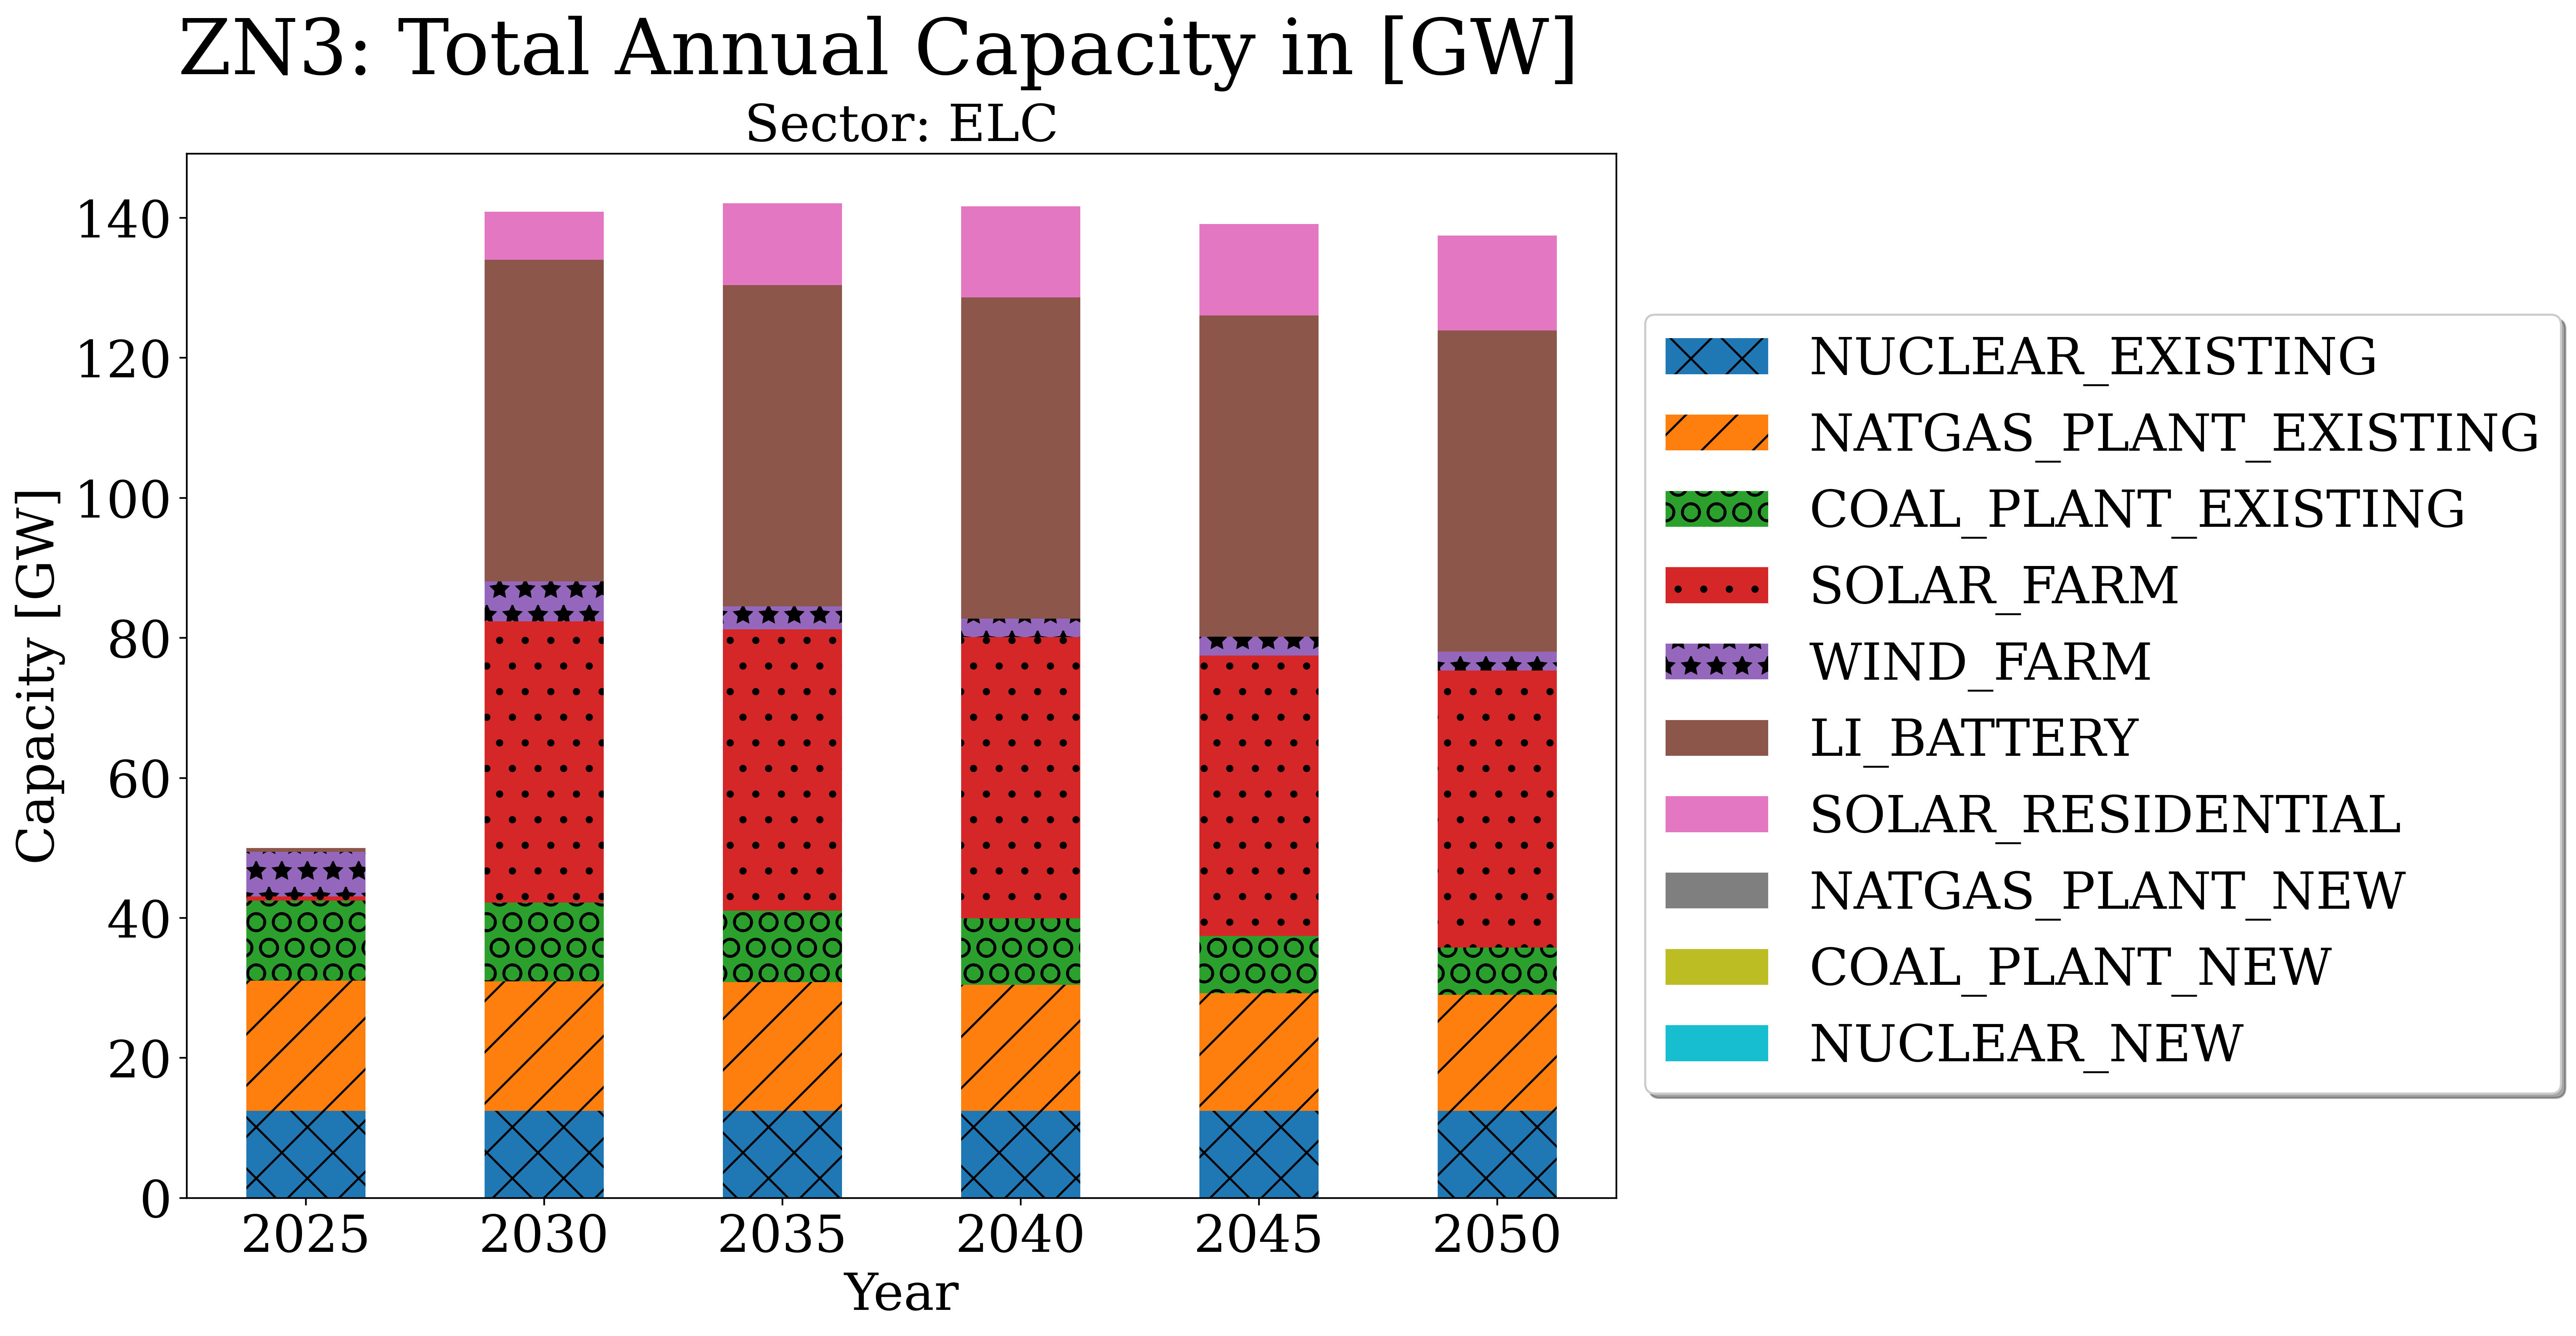 ZN3: Total Annual Capacity in [GW]
Sector: ELC
Capacity [GW]
140
120
100
80
60
40
20
0
2025 2030 2035 2040 2045 2050
Year
NUCLEAR_EXISTING
NATGAS_PLANT_EXISTING
COAL_PLANT_EXISTING
SOLAR_FARM
WIND_FARM
LI_BATTERY
SOLAR_RESIDENTIAL
NATGAS_PLANT_NEW
COAL_PLANT_NEW
NUCLEAR_NEW